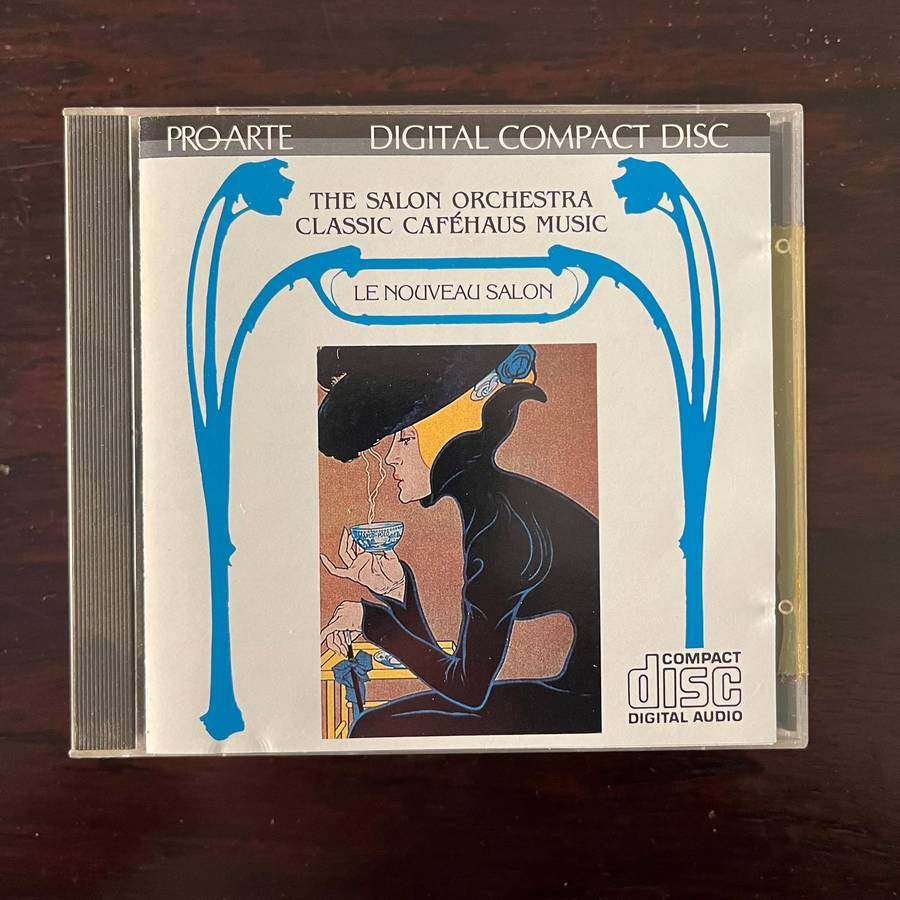 PRO-ARTE DIGITAL COMPACT DISC
THE SALON ORCHESTRA
CLASSIC CAFÉHAUS MUSIC
LE NOUVEAU SALON
COMPACT
disc
DIGITAL AUDIO